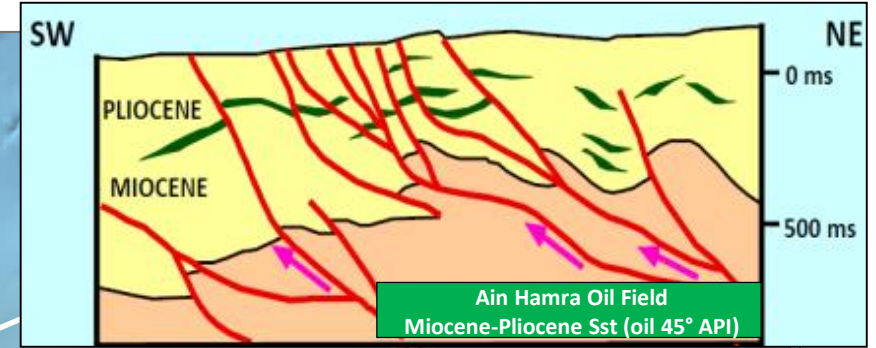 SW
NE
0 ms
PLIOCENE
MIOCENE
500 ms
Ain Hamra Oil Field
Miocene-Pliocene Sst (oil 45° API)